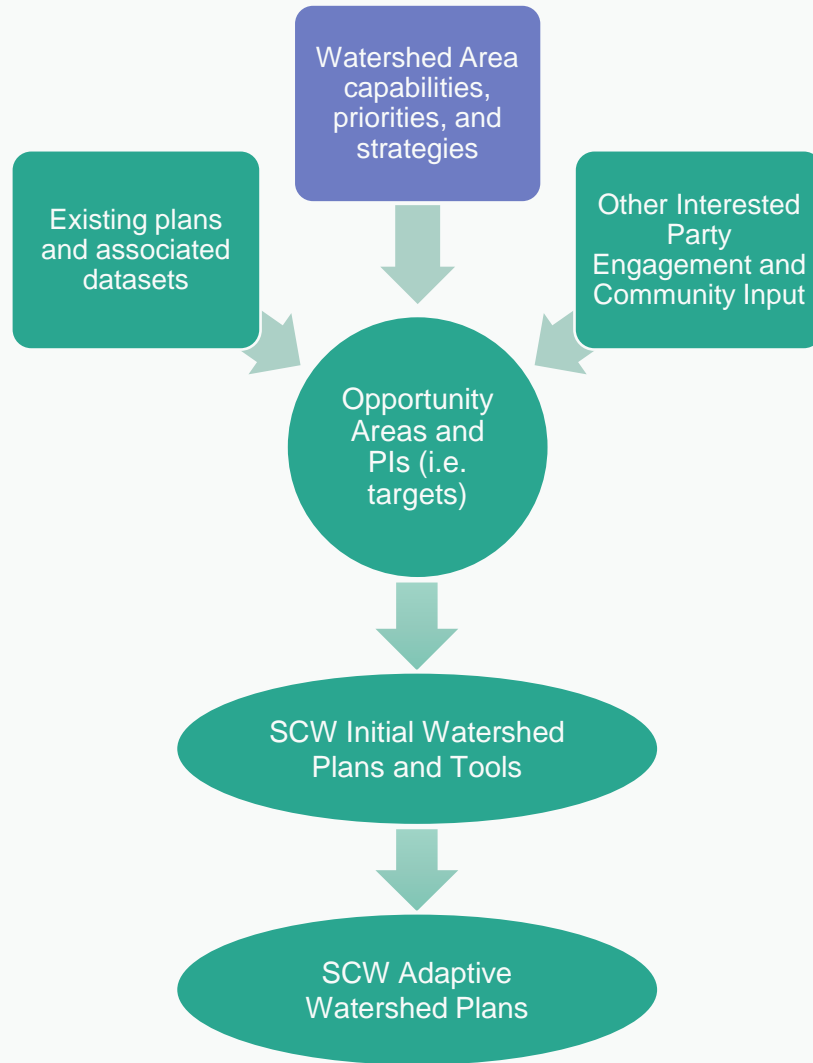 Watershed Area
capabilities,
priorities, and
strategies
Existing plans
and associated
datasets
Other Interested
Party
Engagement and
Community Input
Opportunity
Areas and
PIs (i.e.
targets)
SCW Initial Watershed
Plans and Tools
SCW Adaptive
Watershed Plans